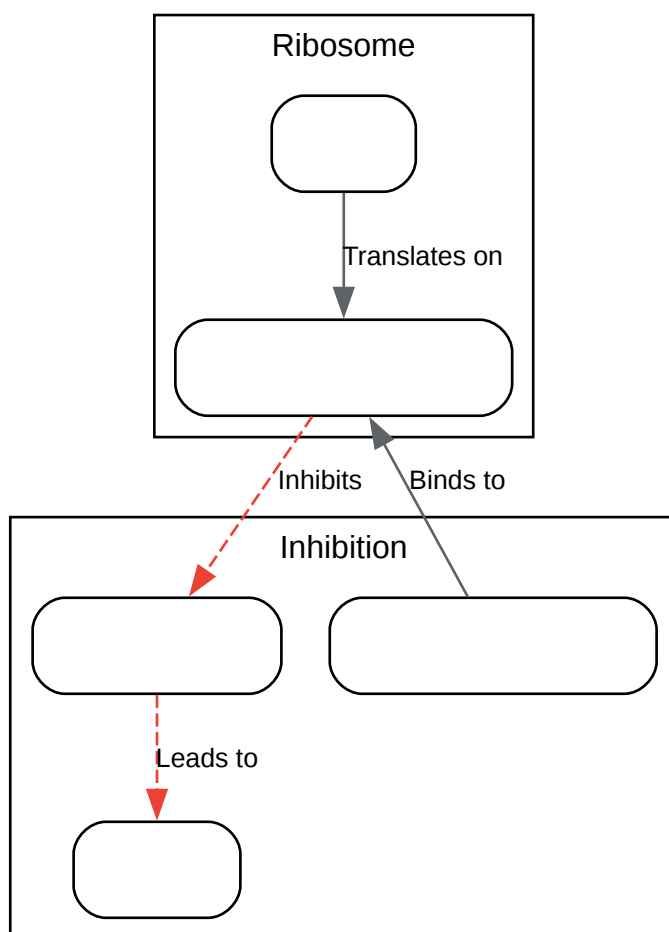 Ribosome
Translates on
Inhibits
Binds to
Inhibition
Leads to